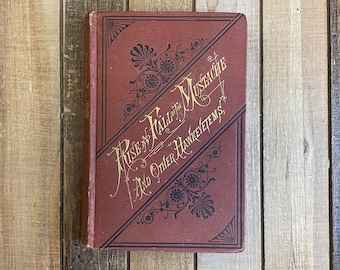 RISE AND FALL OF THE MUSTACHE
AND OTHER "HAWKEYETEMS."